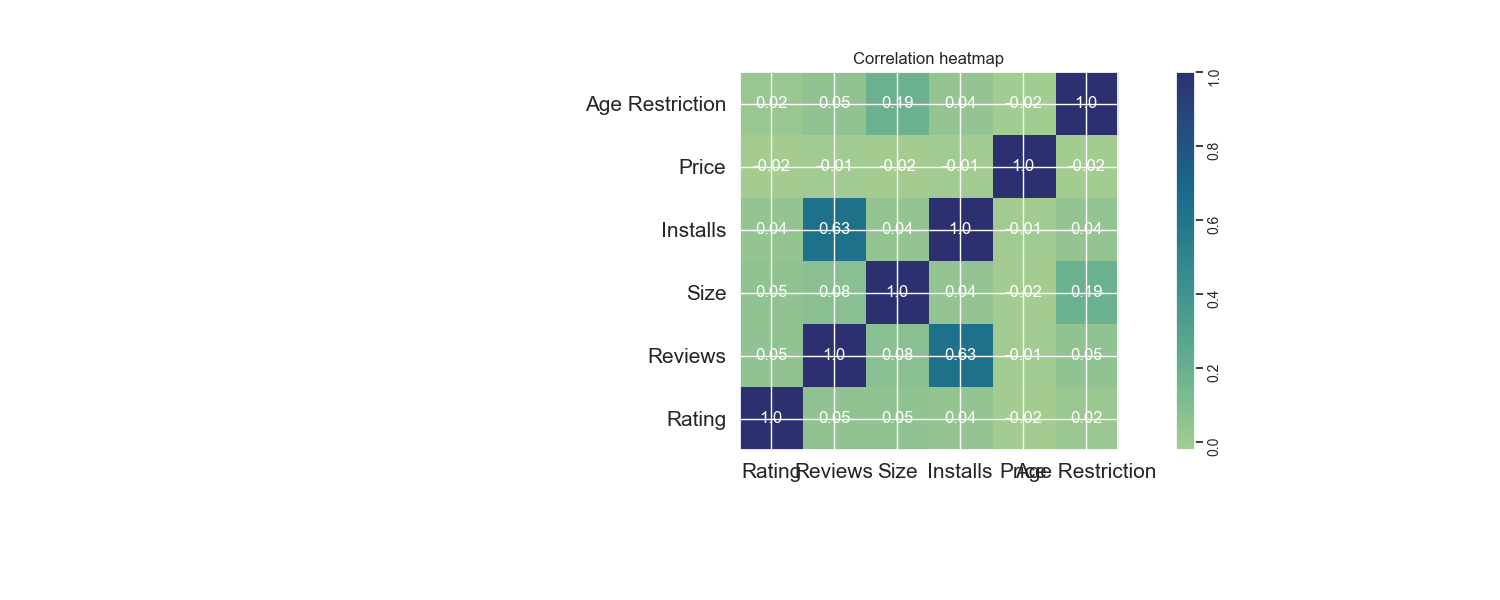 Correlation heatmap
Age Restriction 0.02 0.05 0.19 0.04 -0.02 1.0
Price -0.02 -0.01 -0.02 -0.01 1.0 -0.02
Installs 0.04 0.63 0.04 1.0 -0.01 0.04
Size 0.05 0.08 1.0 0.04 -0.02 0.19
Reviews 0.05 1.0 0.08 0.63 -0.01 0.05
Rating 1.0 0.05 0.05 0.04 -0.02 0.02
Rating Reviews Size Installs Price Age Restriction
1.0
0.8
0.6
0.4
0.2
0.0